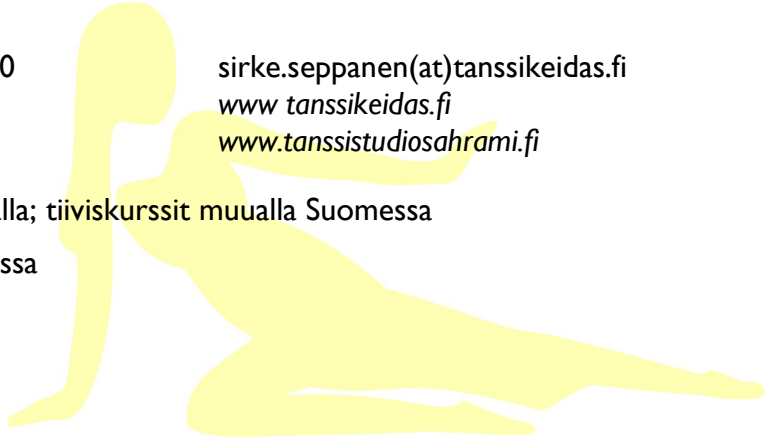 0 sirke.seppanen(at)tanssikeidas.fi
www tanssikeidas.fi
www.tanssistudiosahrami.fi
lla; tiiviskurssit muualla Suomessa
ssa